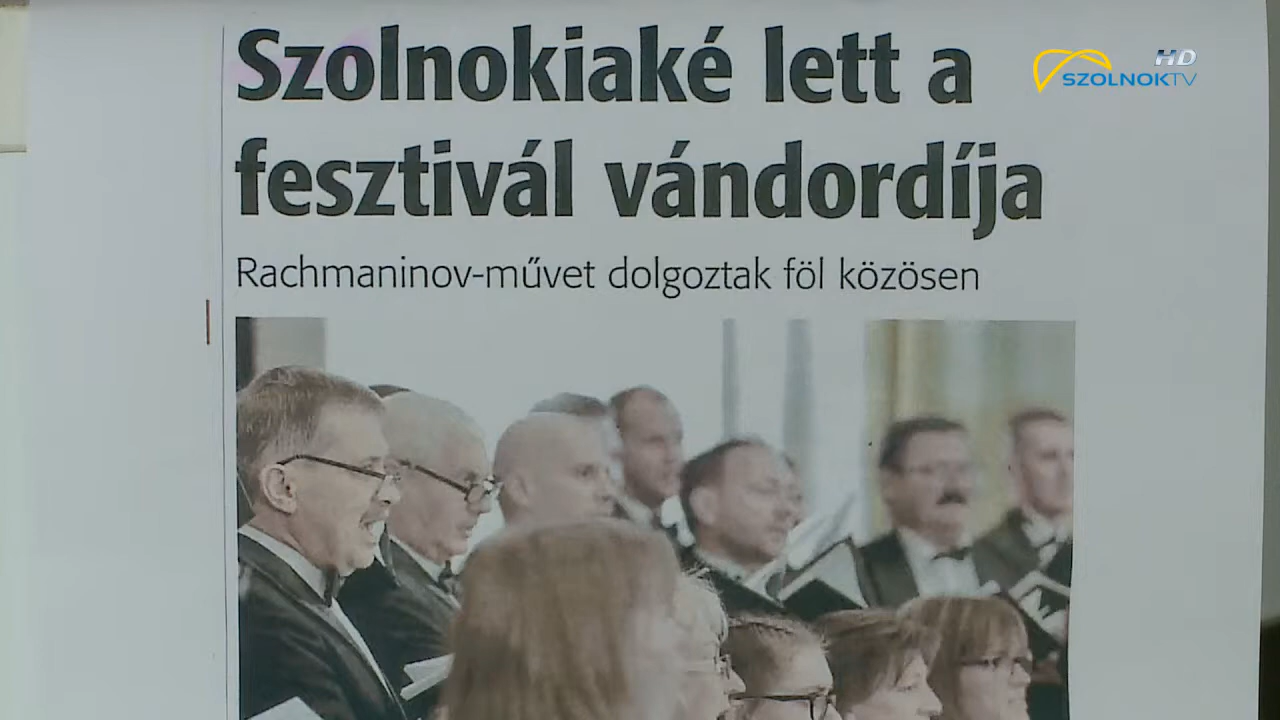 Szolnokiaké lett a
fesztivál vándordíja
Rachmaninov-művet dolgoztak föl közösen
HD
SZOLNOKTV